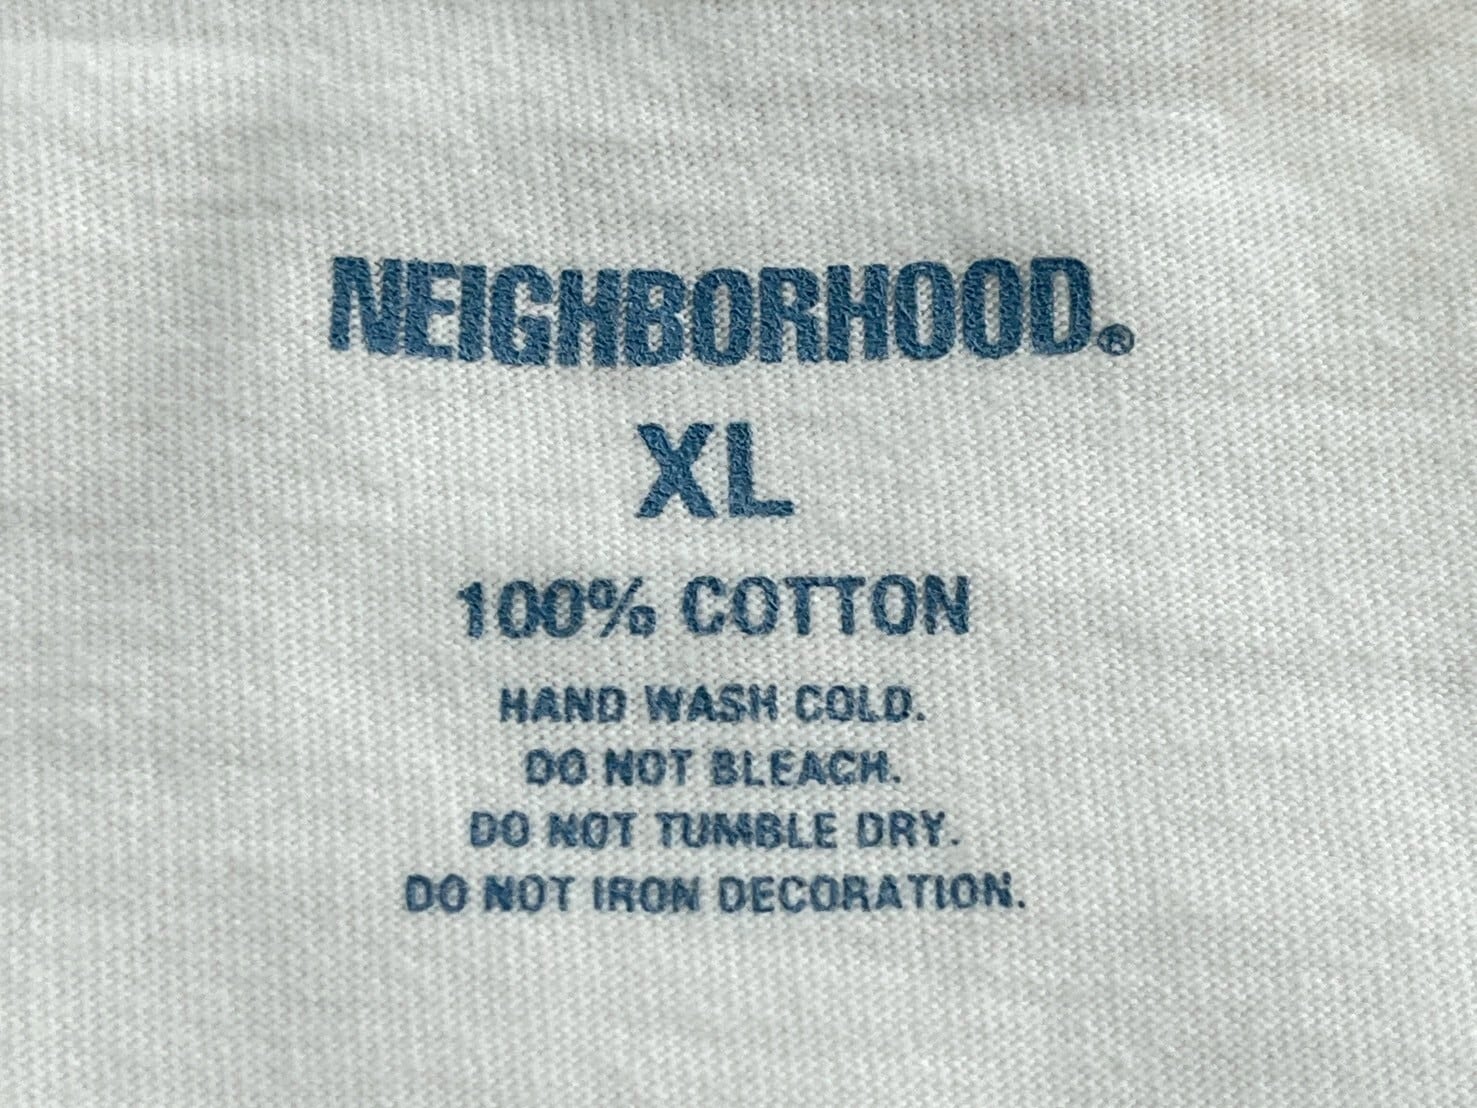 NEIGHBORHOOD®
XL
100% COTTON
HAND WASH COLD.
DO NOT BLEACH.
DO NOT TUMBLE DRY.
DO NOT IRON DECORATION.